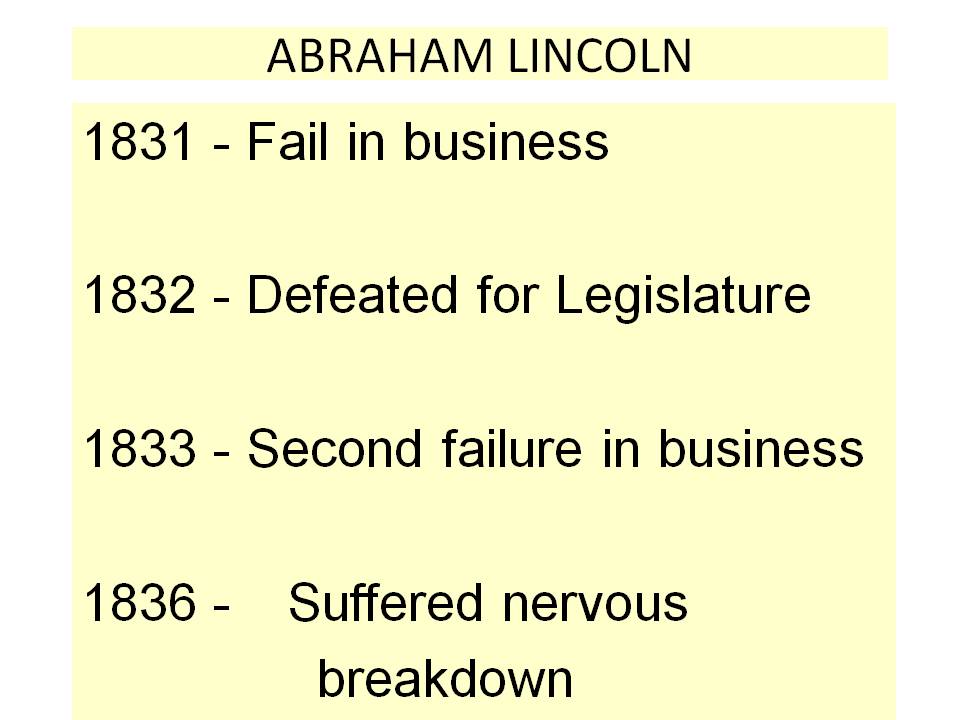 ABRAHAM LINCOLN
1831 - Fail in business
1832 - Defeated for Legislature
1833 - Second failure in business
1836 - Suffered nervous
breakdown